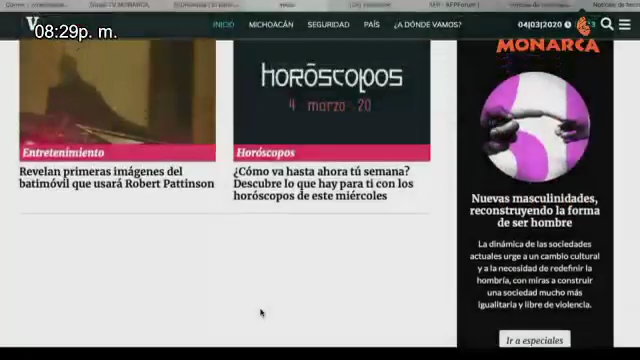 08:29p. m.
INICIO MICHOACÁN SEGURIDAD PAÍS ¿A DÓNDE VAMOS? 04|03|2020
MONARCA
HORÓSCOPOS
4 marzo 20
Entretenimiento
Horóscopos
Revelan primeras imágenes del
batimóvil que usará Robert Pattinson
¿Cómo va hasta ahora tú semana?
Descubre lo que hay para ti con los
horóscopos de este miércoles
Nuevas masculinidades,
reconstruyendo la forma
de ser hombre
La dinámica de las sociedades
actuales urge a un cambio cultural
y a la necesidad de redefinir la
hombría, con miras a construir
una sociedad mucho más
igualitaria y libre de violencia.
Ir a especiales